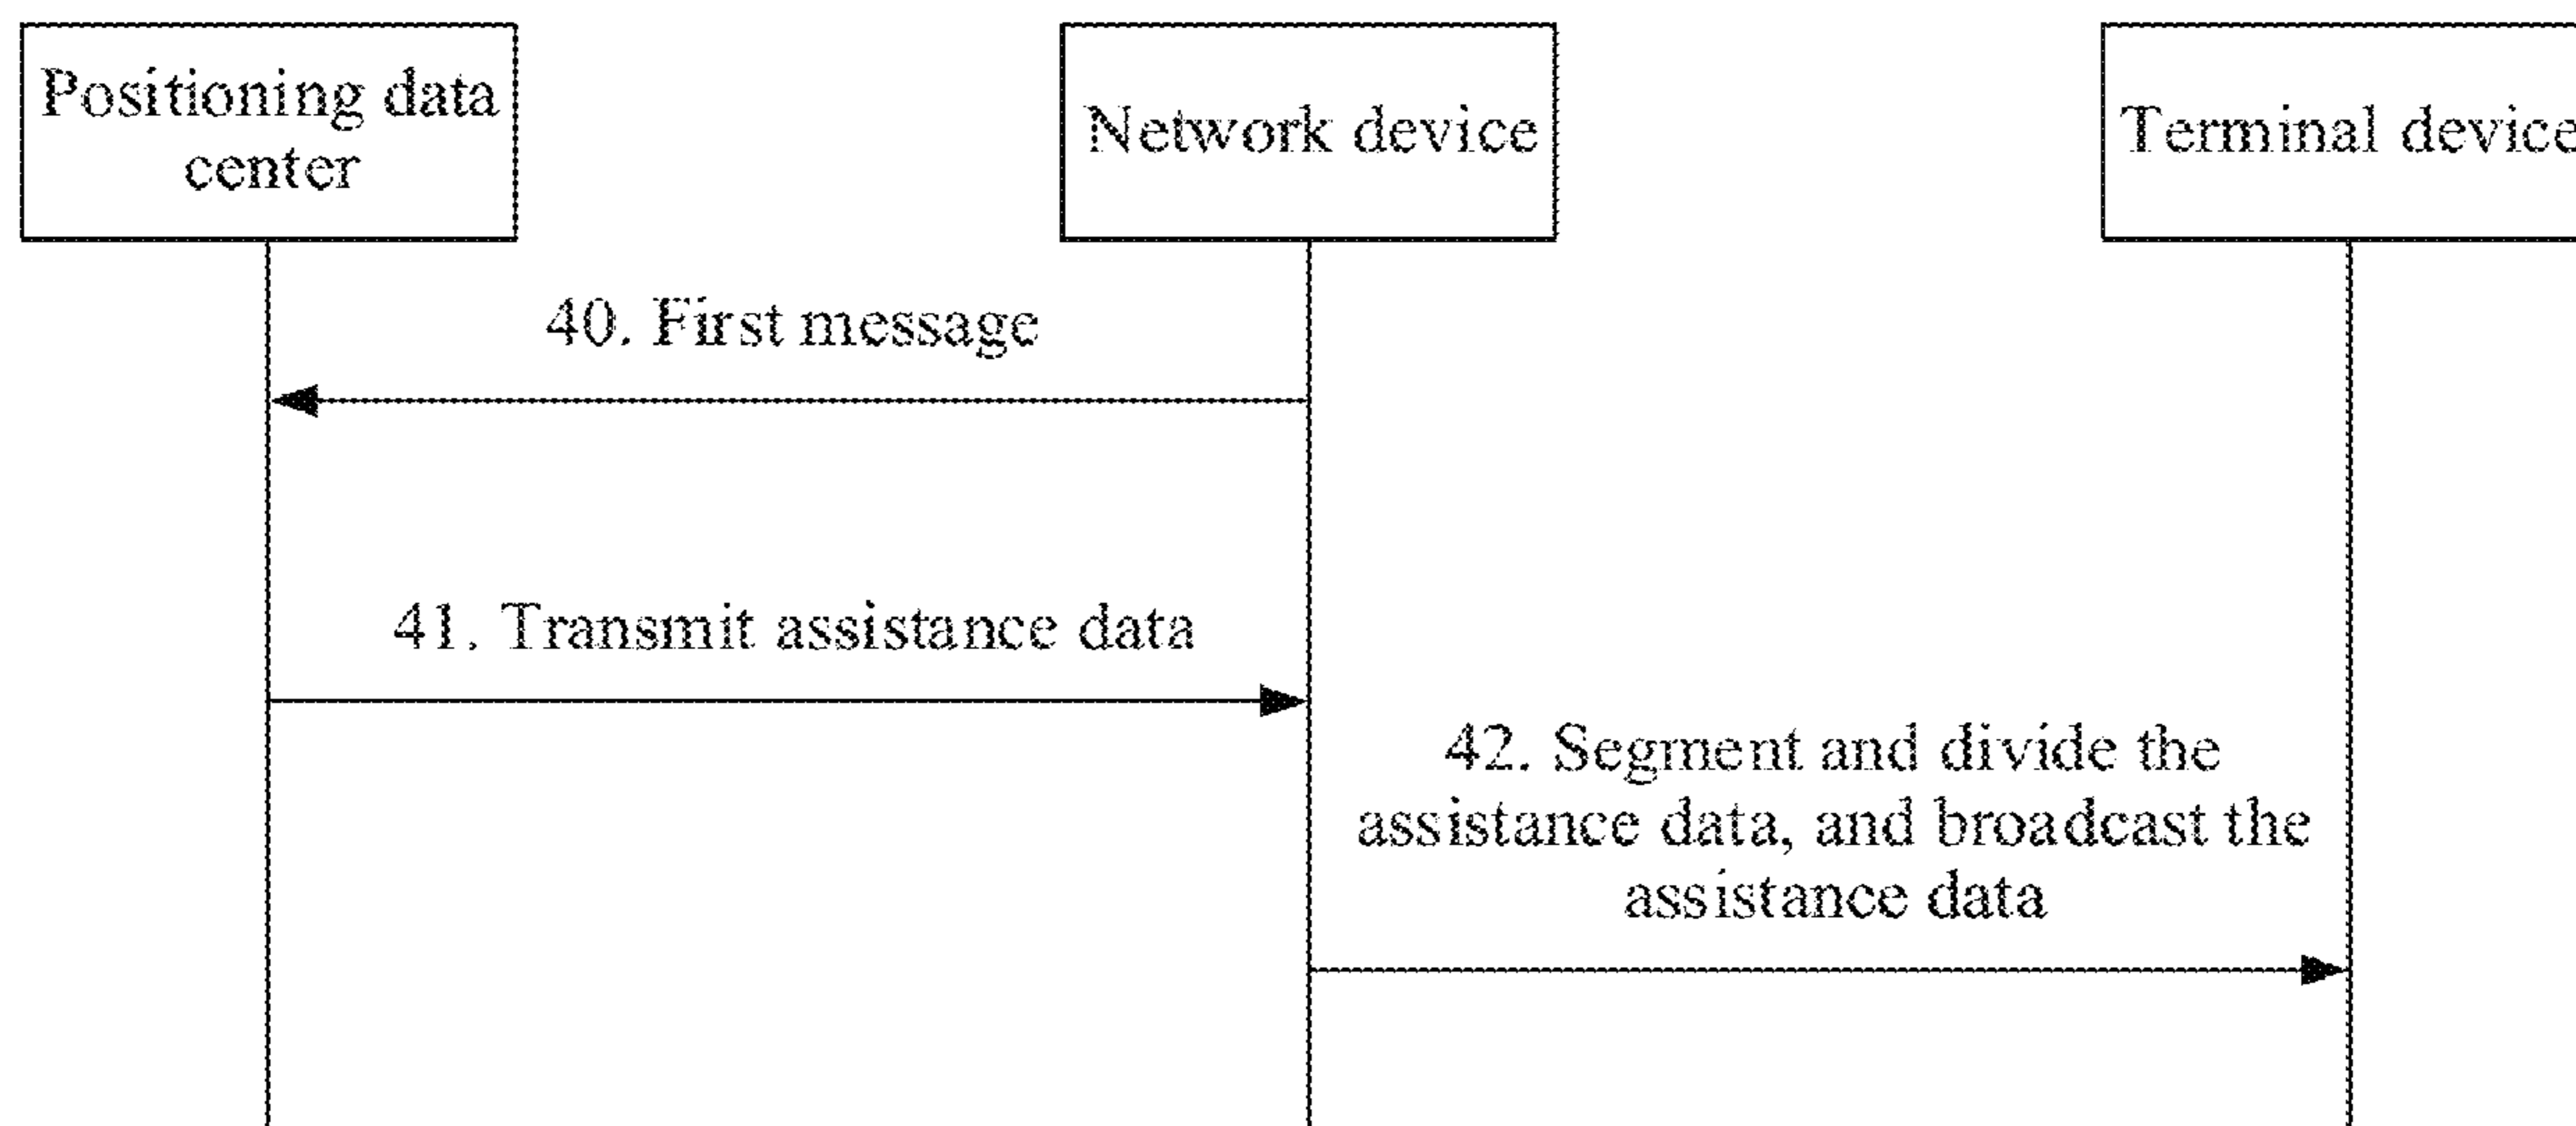 Positioning data
center
Network device
Terminal device
40. First message
41. Transmit assistance data
42. Segment and divide the
assistance data, and broadcast the
assistance data